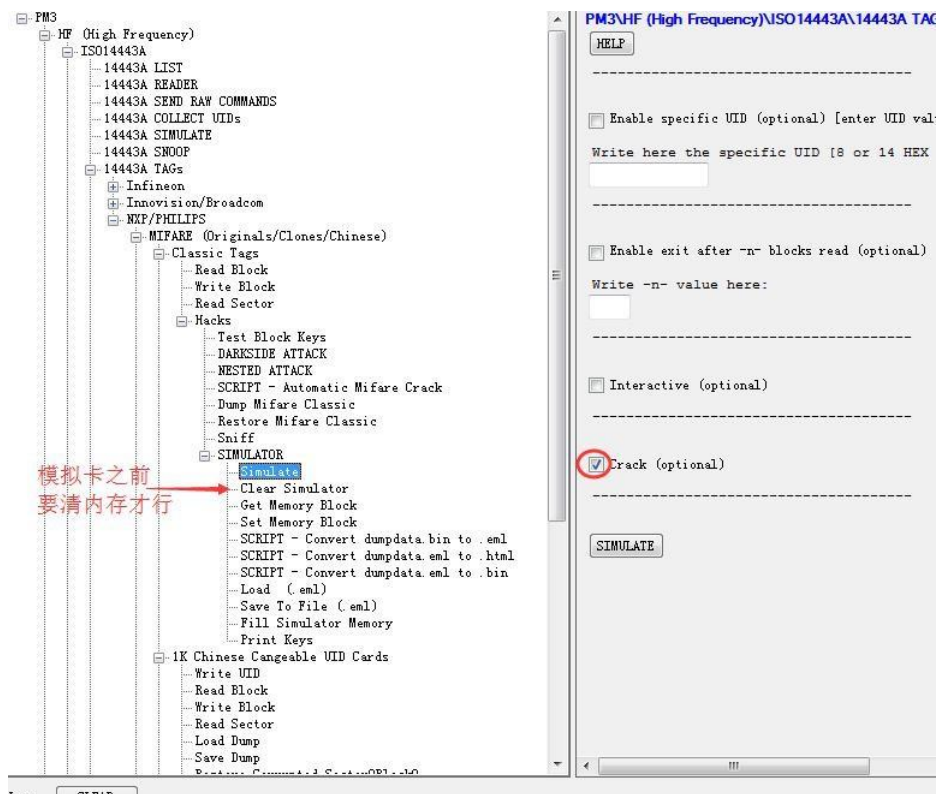 PM3
HF (High Frequency)
ISO14443A
14443A LIST
14443A READER
14443A SEND RAW COMMANDS
14443A COLLECT UIDs
14443A SIMULATE
14443A SNOOP
14443A TAGs
Infineon
Innovision/Broadcom
NXP/PHILIPS
MIFARE (Originals/Clones/Chinese)
Classic Tags
Read Block
Write Block
Read Sector
Hacks
Test Block Keys
DARKSIDE ATTACK
NESTED ATTACK
SCRIPT - Automatic Mifare Crack
Dump Mifare Classic
Restore Mifare Classic
Sniff
SIMULATOR
Simulate
Clear Simulator
Get Memory Block
Set Memory Block
SCRIPT - Convert dumpdata.bin to .eml
SCRIPT - Convert dumpdata.eml to .html
SCRIPT - Convert dumpdata.eml to .bin
Load (.eml)
Save To File (.eml)
Fill Simulator Memory
Print Keys
1K Chinese Cangeable UID Cards
Write UID
Read Block
Write Block
Read Sector
Load Dump
Save Dump
模拟卡之前
要清内存才行
PM3\HF (High Frequency)\ISO14443A\14443A TAG
HELP
Enable specific UID (optional) [enter UID val
Write here the specific UID [8 or 14 HEX
Enable exit after -n- blocks read (optional)
Write -n- value here:
Interactive (optional)
Crack (optional)
SIMULATE